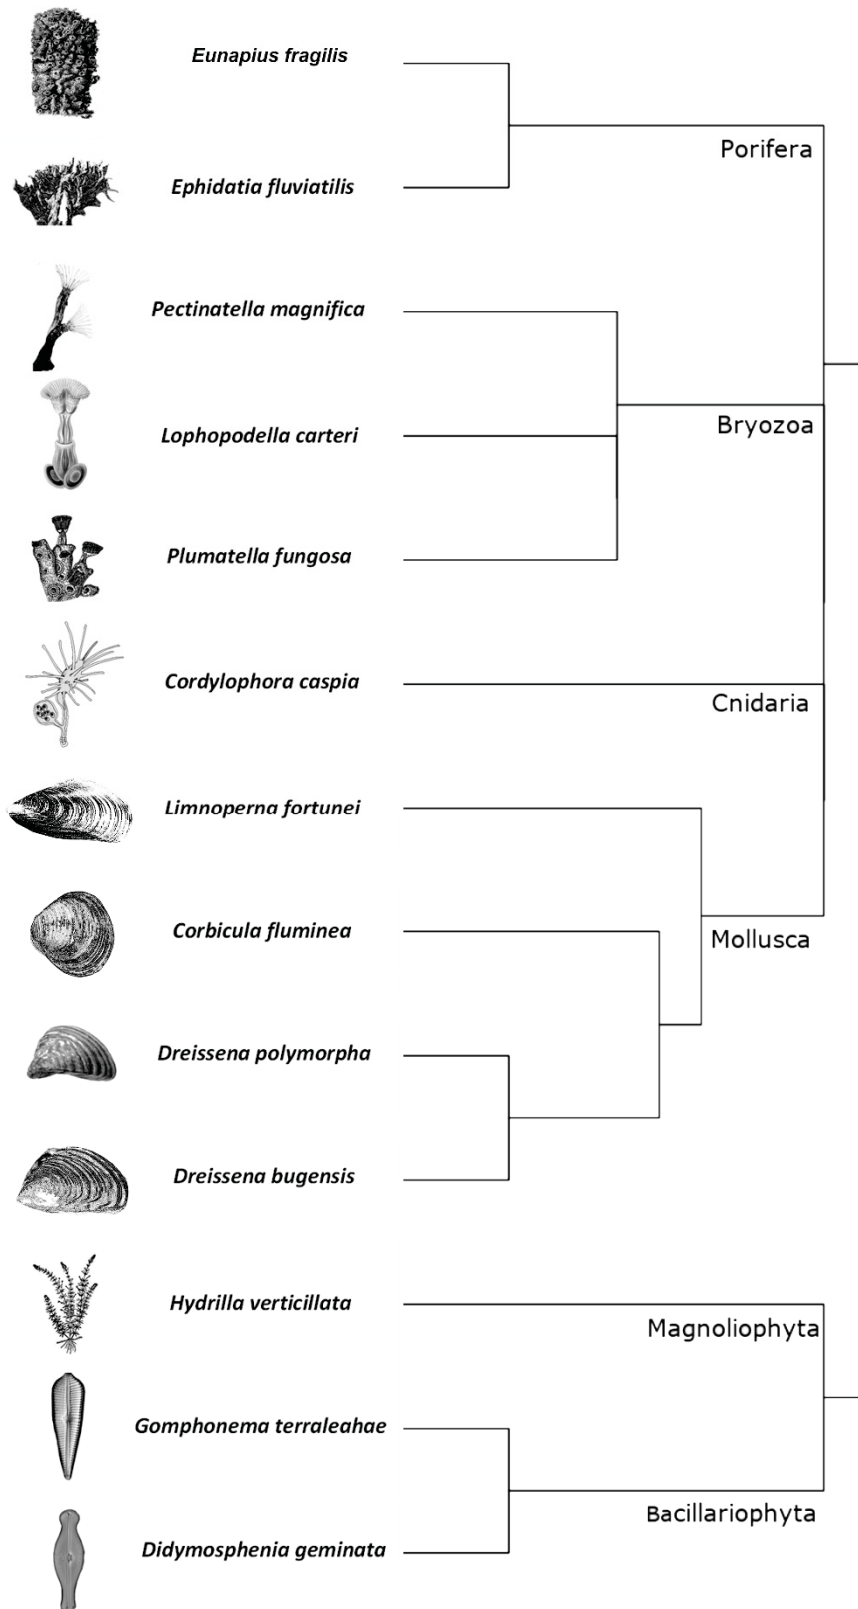 Eunapius fragilis
Porifera
Ephidatia fluviatilis
Pectinatella magnifica
Bryozoa
Lophopodella carteri
Plumatella fungosa
Cordylophora caspia
Cnidaria
Limnoperna fortunei
Corbicula fluminea
Mollusca
Dreissena polymorpha
Dreissena bugensis
Hydrilla verticillata
Magnoliophyta
Gomphonema terraleahae
Bacillariophyta
Didymosphenia geminata